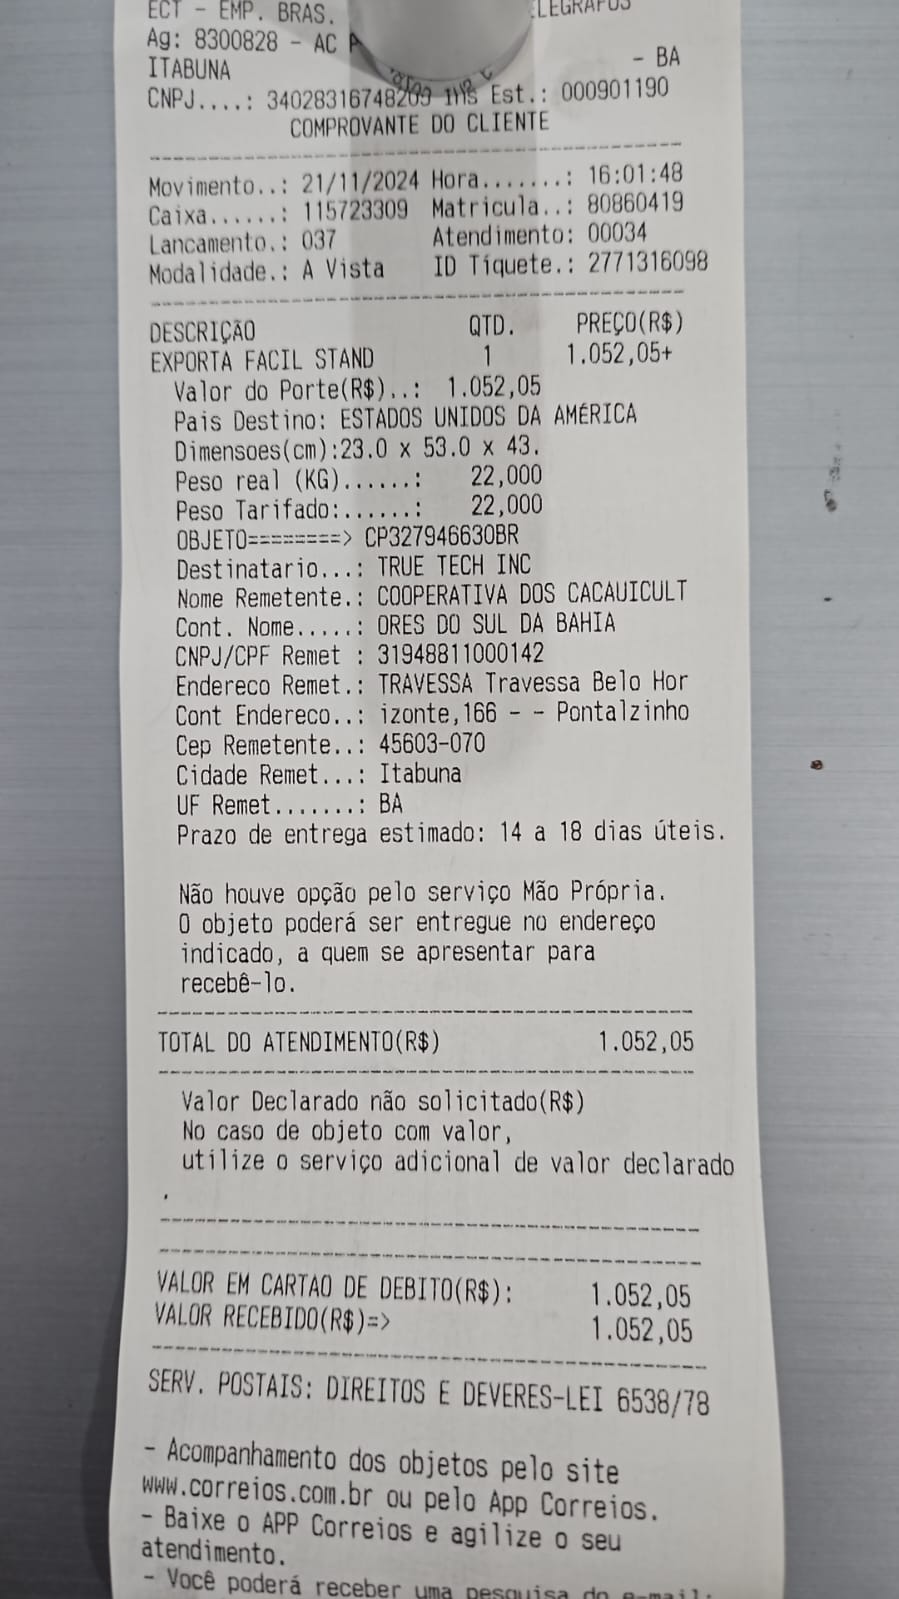 ECT - EMP. BRAS.
Ag: 8300828 - AC
ITABUNA - BA
CNPJ....: 34028316748209 Ins Est.: 000901190
COMPROVANTE DO CLIENTE
Movimento..: 21/11/2024 Hora.......: 16:01:48
Caixa......: 115723309 Matricula..: 80860419
Lancamento.: 037 Atendimento: 00034
Modalidade.: A Vista ID Tíquete.: 2771316098
DESCRIÇÃO QTD. PREÇO(R$)
EXPORTA FACIL STAND 1 1.052,05+
Valor do Porte(R$)..: 1.052,05
Pais Destino: ESTADOS UNIDOS DA AMÉRICA
Dimensoes(cm):23.0 x 53.0 x 43.
Peso real (KG)......: 22,000
Peso Tarifado:......: 22,000
OBJETO========> CP327946630BR
Destinatario...: TRUE TECH INC
Nome Remetente.: COOPERATIVA DOS CACAUICULT
Cont. Nome.....: ORES DO SUL DA BAHIA
CNPJ/CPF Remet : 31948811000142
Endereco Remet.: TRAVESSA Travessa Belo Hor
Cont Endereco..: izonte,166 - - Pontalzinho
Cep Remetente..: 45603-070
Cidade Remet...: Itabuna
UF Remet.......: BA
Prazo de entrega estimado: 14 a 18 dias úteis.
Não houve opção pelo serviço Mão Própria.
O objeto poderá ser entregue no endereço
indicado, a quem se apresentar para
recebê-lo.
TOTAL DO ATENDIMENTO(R$) 1.052,05
Valor Declarado não solicitado(R$)
No caso de objeto com valor,
utilize o serviço adicional de valor declarado
.
VALOR EM CARTAO DE DEBITO(R$): 1.052,05
VALOR RECEBIDO(R$)=> 1.052,05
SERV. POSTAIS: DIREITOS E DEVERES-LEI 6538/78
- Acompanhamento dos objetos pelo site
www.correios.com.br ou pelo App Correios.
- Baixe o APP Correios e agilize o seu
atendimento.
- Você poderá receber uma pesquisa do e-mail: